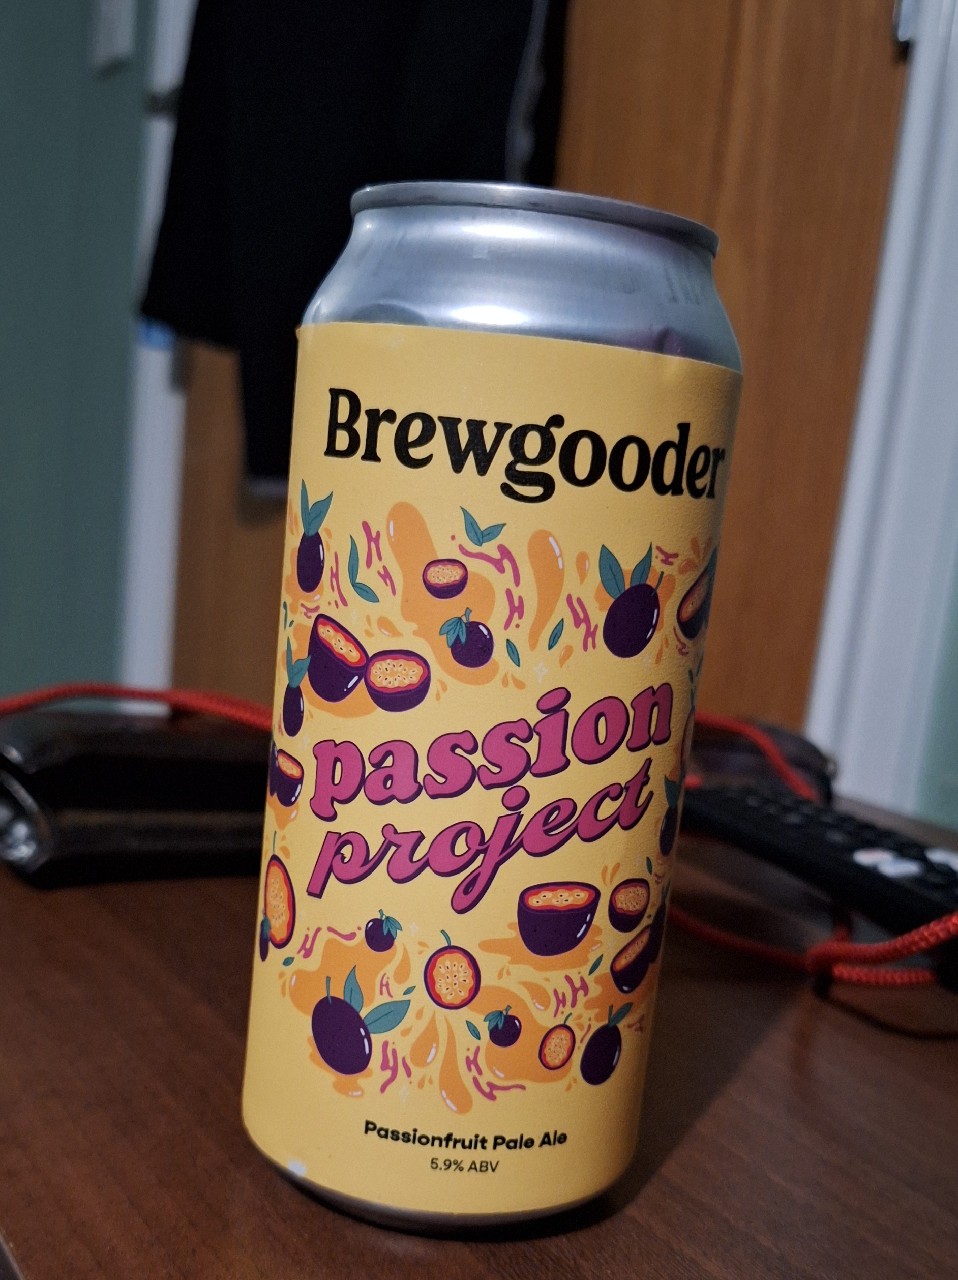 Brewgooder
passion
project
Passionfruit Pale Ale
5.9% ABV